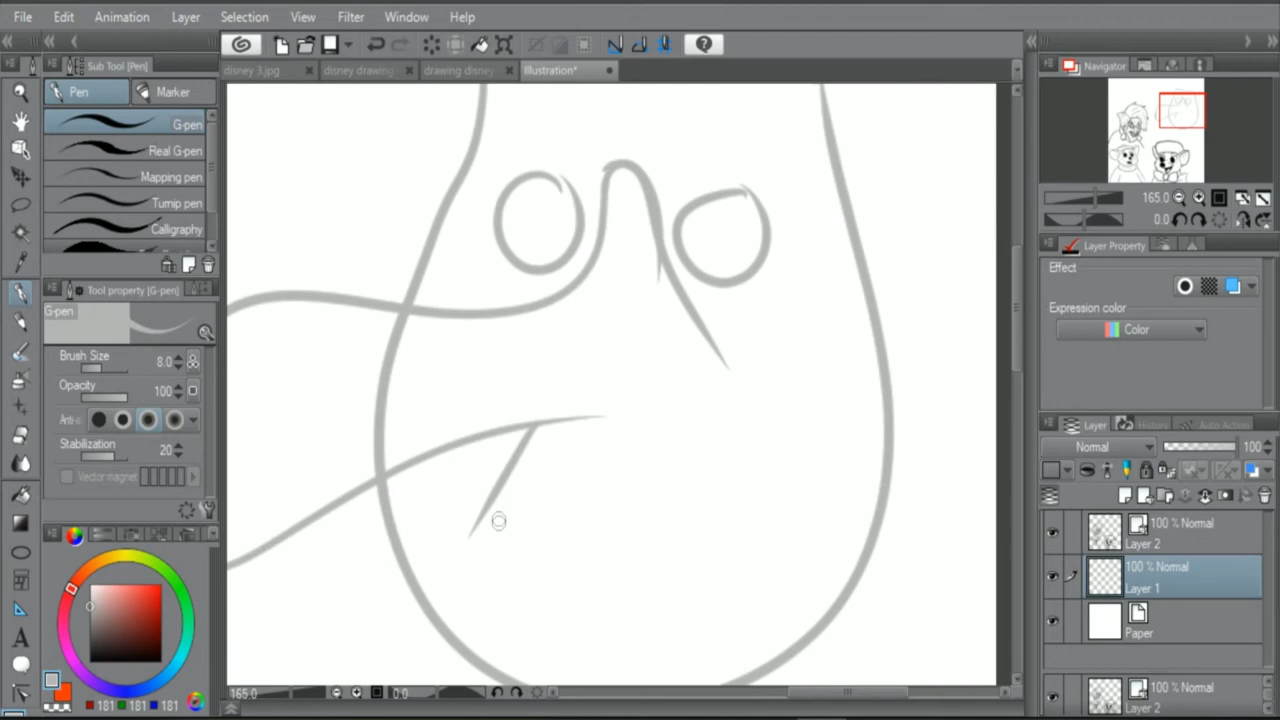 File Edit Animation Layer Selection View Filter Window Help
Sub Tool [Pen]
disney 3.jpg disney drawing drawing disney Illustration*
Navigator
Pen Marker
G-pen
Real G-pen
Mapping pen
Turnip pen
Calligraphy
165.0
0.0
Tool property [G-pen]
G-pen
Brush Size 8.0
Opacity 100
Anti-a
Stabilization 20
Vector magnet
Layer Property
Effect
Expression color
Color
Layer History Auto Action
Normal 100
100 % Normal
Layer 2
100 % Normal
Layer 1
Paper
100 % Normal
Layer 2
165.0 0.0
181 181 181